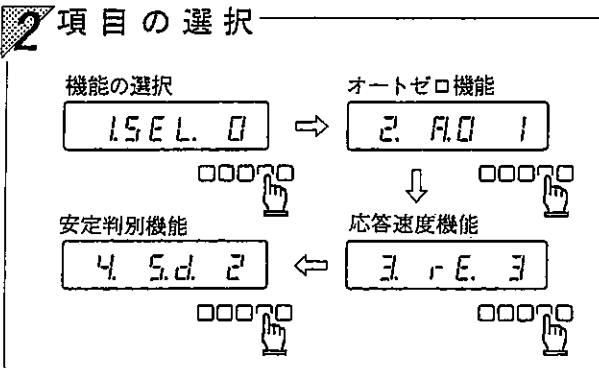 2 項目の選択
機能の選択
1.SEL. 0
オートゼロ機能
2. A.0 1
安定判別機能
4. S.d. 2
応答速度機能
3. rE. 3